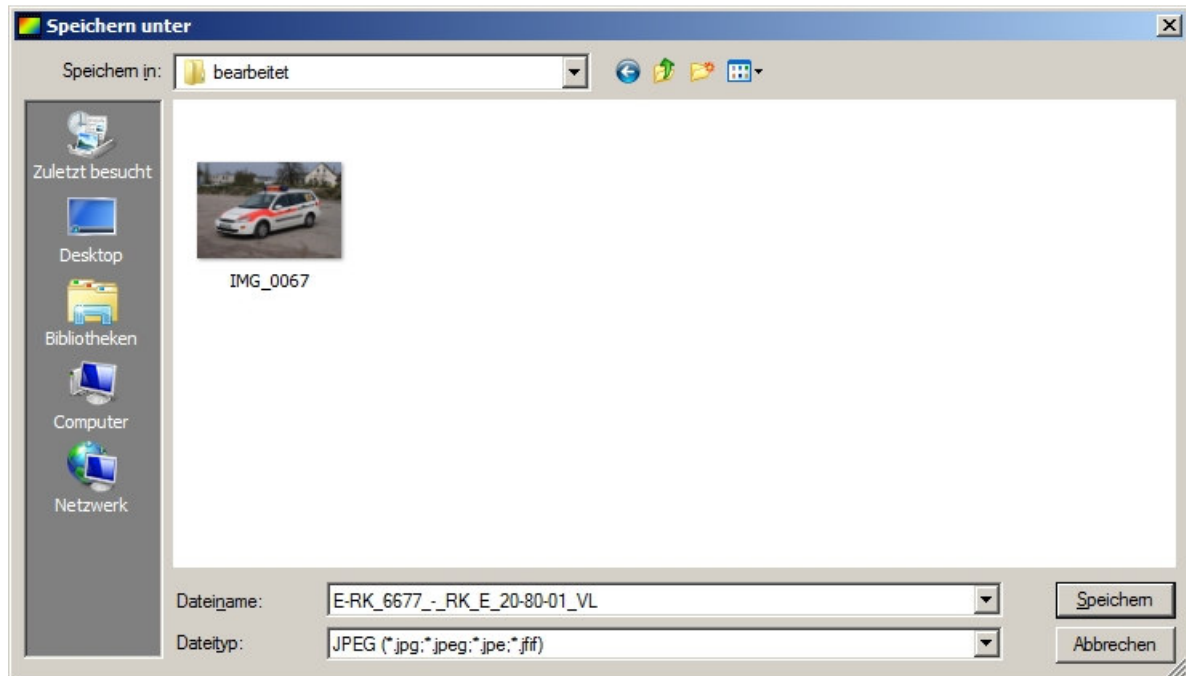 Speichern unter
Speichern in:
bearbeitet
Zuletzt besucht
Desktop
Bibliotheken
Computer
Netzwerk
IMG_0067
Dateiname:
E-RK_6677_-_RK_E_20-80-01_VL
Speichern
Dateityp:
JPEG (*.jpg;*.jpeg;*.jpe;*.jfif)
Abbrechen